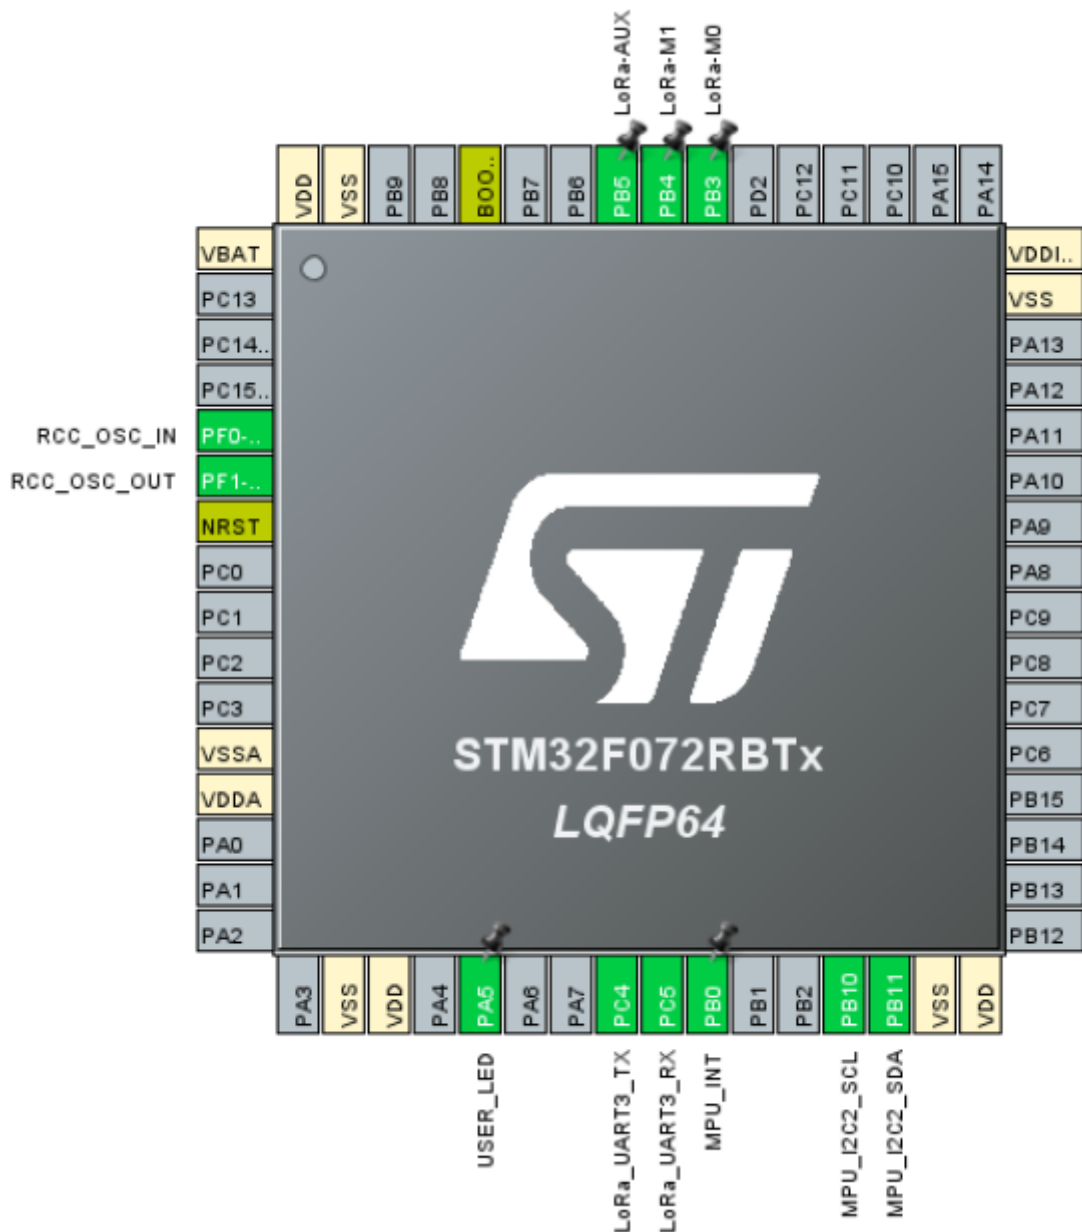 LoRa-AUX
LoRa-M1
LoRa-M0
VDD
VSS
PB9
PB8
BOO..
PB7
PB6
PB5
PB4
PB3
PD2
PC12
PC11
PC10
PA15
PA14
VBAT
PC13
PC14..
PC15..
RCC_OSC_IN PF0-..
RCC_OSC_OUT PF1-..
NRST
PC0
PC1
PC2
PC3
VSSA
VDDA
PA0
PA1
PA2
VDDI..
VSS
PA13
PA12
PA11
PA10
PA9
PA8
PC9
PC8
PC7
PC6
PB15
PB14
PB13
PB12
ST
STM32F072RBTx
LQFP64
PA3
VSS
VDD
PA4
PA5
PA6
PA7
PC4
PC5
PB0
PB1
PB2
PB10
PB11
VSS
VDD
USER_LED
LoRa_UART3_TX
LoRa_UART3_RX
MPU_INT
MPU_I2C2_SCL
MPU_I2C2_SDA